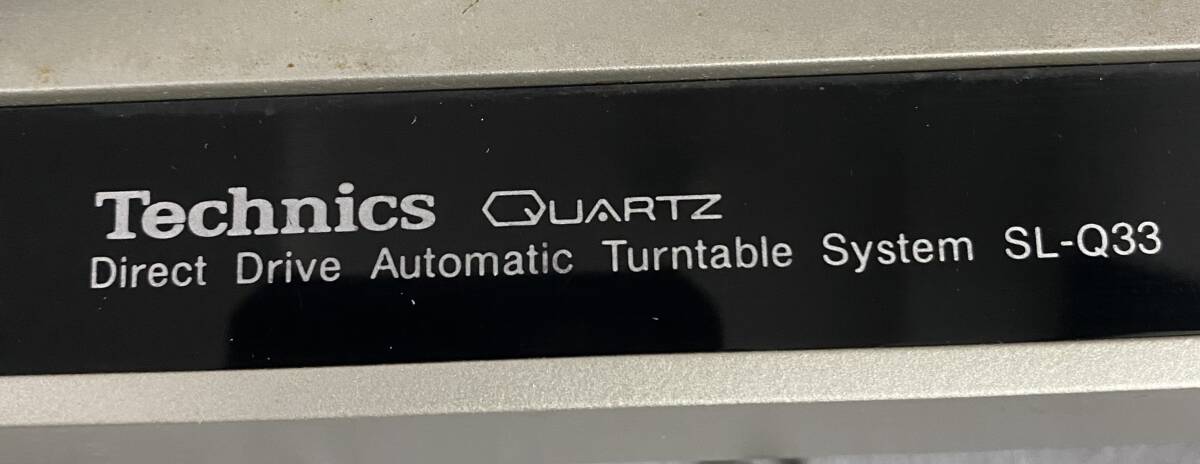 Technics QUARTZ
Direct Drive Automatic Turntable System SL-Q33